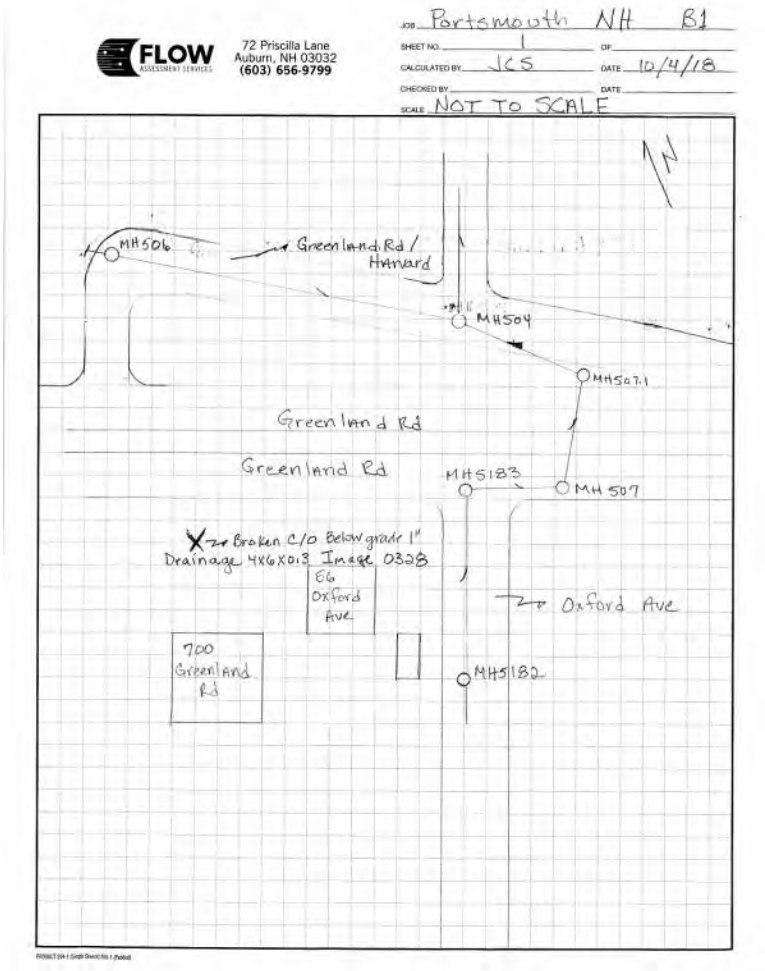 FLOW
ASSESSMENT SERVICES
72 Priscilla Lane
Auburn, NH 03032
(603) 656-9799
JOB Portsmouth NH B1
SHEET NO. 1 OF
CALCULATED BY JCS DATE 10/4/18
CHECKED BY DATE
SCALE NOT TO SCALE
N
MH506
Greenland Rd /
Harvard
MH504
MH507.1
Greenland Rd
Greenland Rd
MH5183
MH 507
X Broken C/O Below grade 1"
Drainage 4X6X0.3 Image 0328
56
Oxford
Ave
Oxford Ave
700
Greenland
Rd
MH5182